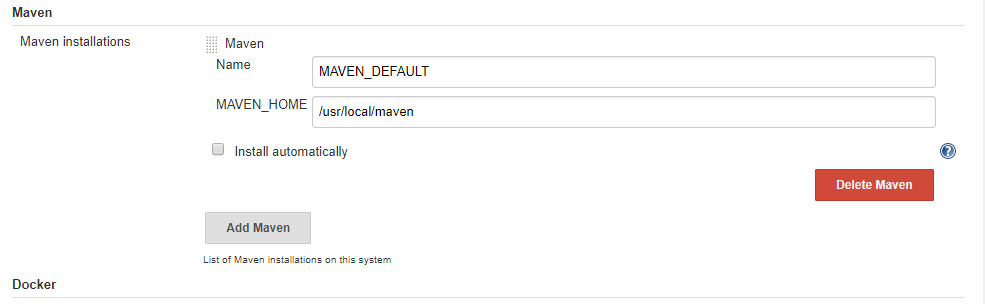 Maven
Maven installations
Maven
Name
MAVEN_DEFAULT
MAVEN_HOME
/usr/local/maven
Install automatically
?
Delete Maven
Add Maven
List of Maven installations on this system
Docker